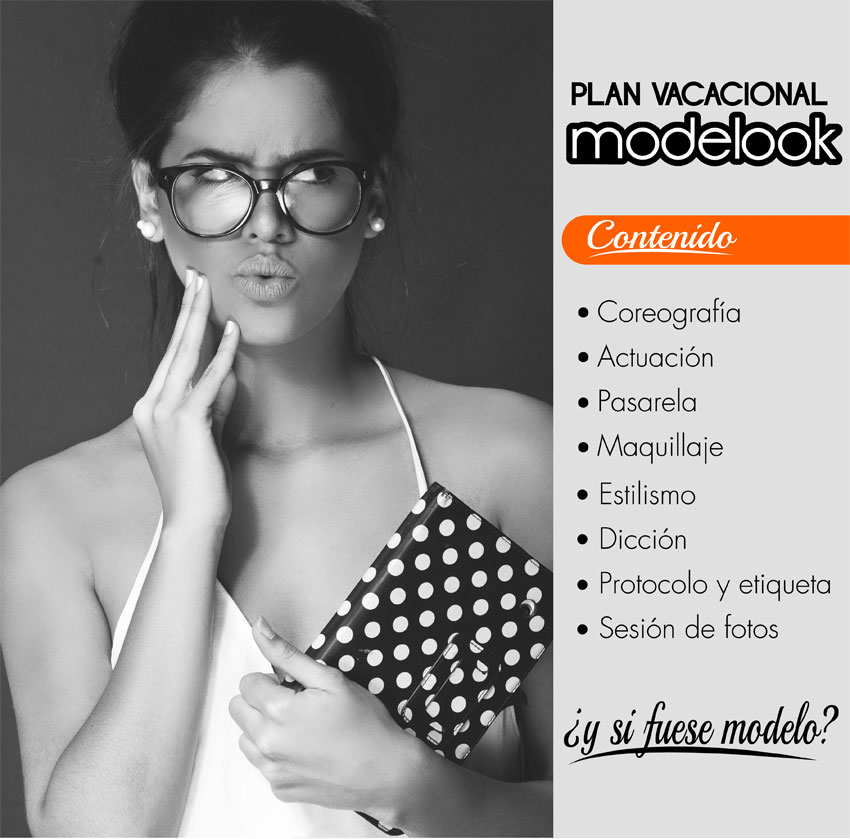 PLAN VACACIONAL
modelook
Contenido
• Coreografía
• Actuación
• Pasarela
• Maquillaje
• Estilismo
• Dicción
• Protocolo y etiqueta
• Sesión de fotos
¿y si fuese modelo?